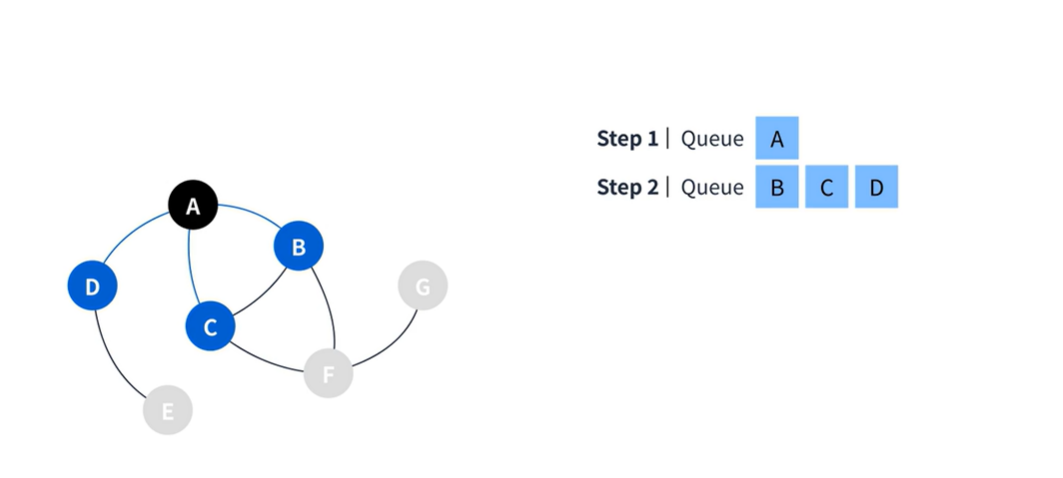 Step 1 | Queue A
Step 2 | Queue B C D
A
B
D
G
C
F
E